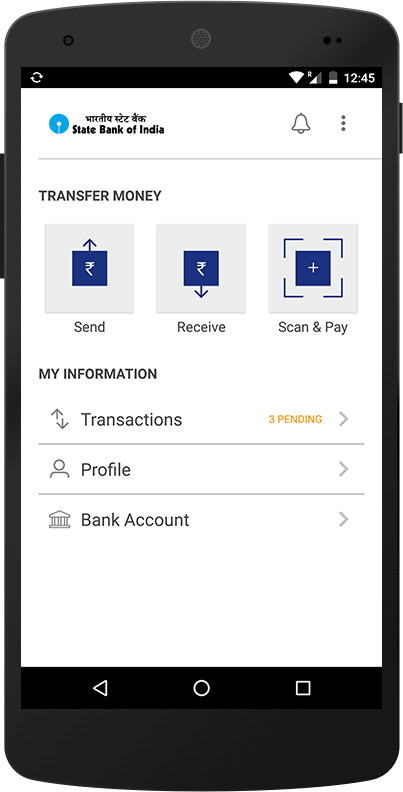 R 12:45
भारतीय स्टेट बैंक
State Bank of India
TRANSFER MONEY
₹ ₹ +
Send Receive Scan & Pay
MY INFORMATION
Transactions 3 PENDING
Profile
Bank Account